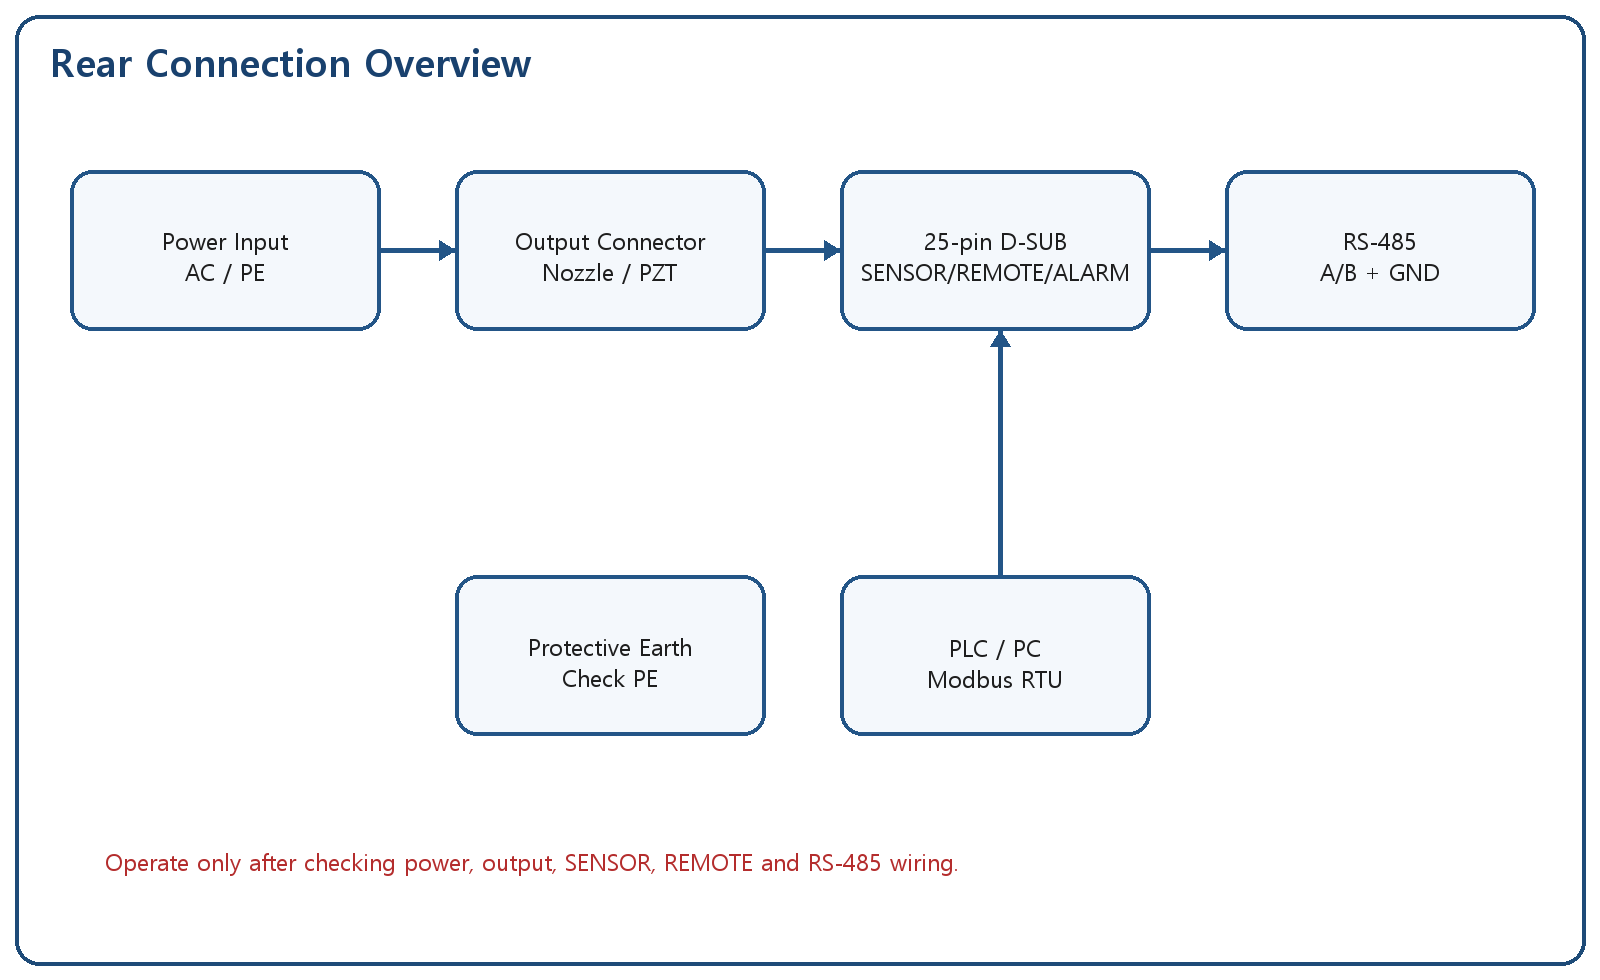 Rear Connection Overview
Power Input
AC / PE
Output Connector
Nozzle / PZT
25-pin D-SUB
SENSOR/REMOTE/ALARM
RS-485
A/B + GND
Protective Earth
Check PE
PLC / PC
Modbus RTU
Operate only after checking power, output, SENSOR, REMOTE and RS-485 wiring.